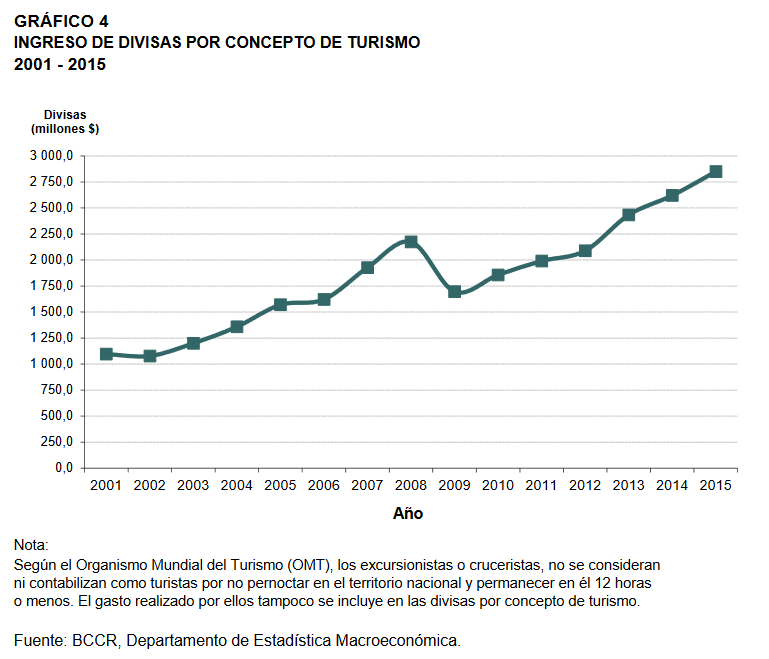 GRÁFICO 4
INGRESO DE DIVISAS POR CONCEPTO DE TURISMO
2001 - 2015
Divisas
(millones $)
3 000,0
2 750,0
2 500,0
2 250,0
2 000,0
1 750,0
1 500,0
1 250,0
1 000,0
750,0
500,0
250,0
0,0
2001 2002 2003 2004 2005 2006 2007 2008 2009 2010 2011 2012 2013 2014 2015
Año
Nota:
Según el Organismo Mundial del Turismo (OMT), los excursionistas o cruceristas, no se consideran
ni contabilizan como turistas por no pernoctar en el territorio nacional y permanecer en él 12 horas
o menos. El gasto realizado por ellos tampoco se incluye en las divisas por concepto de turismo.
Fuente: BCCR, Departamento de Estadística Macroeconómica.